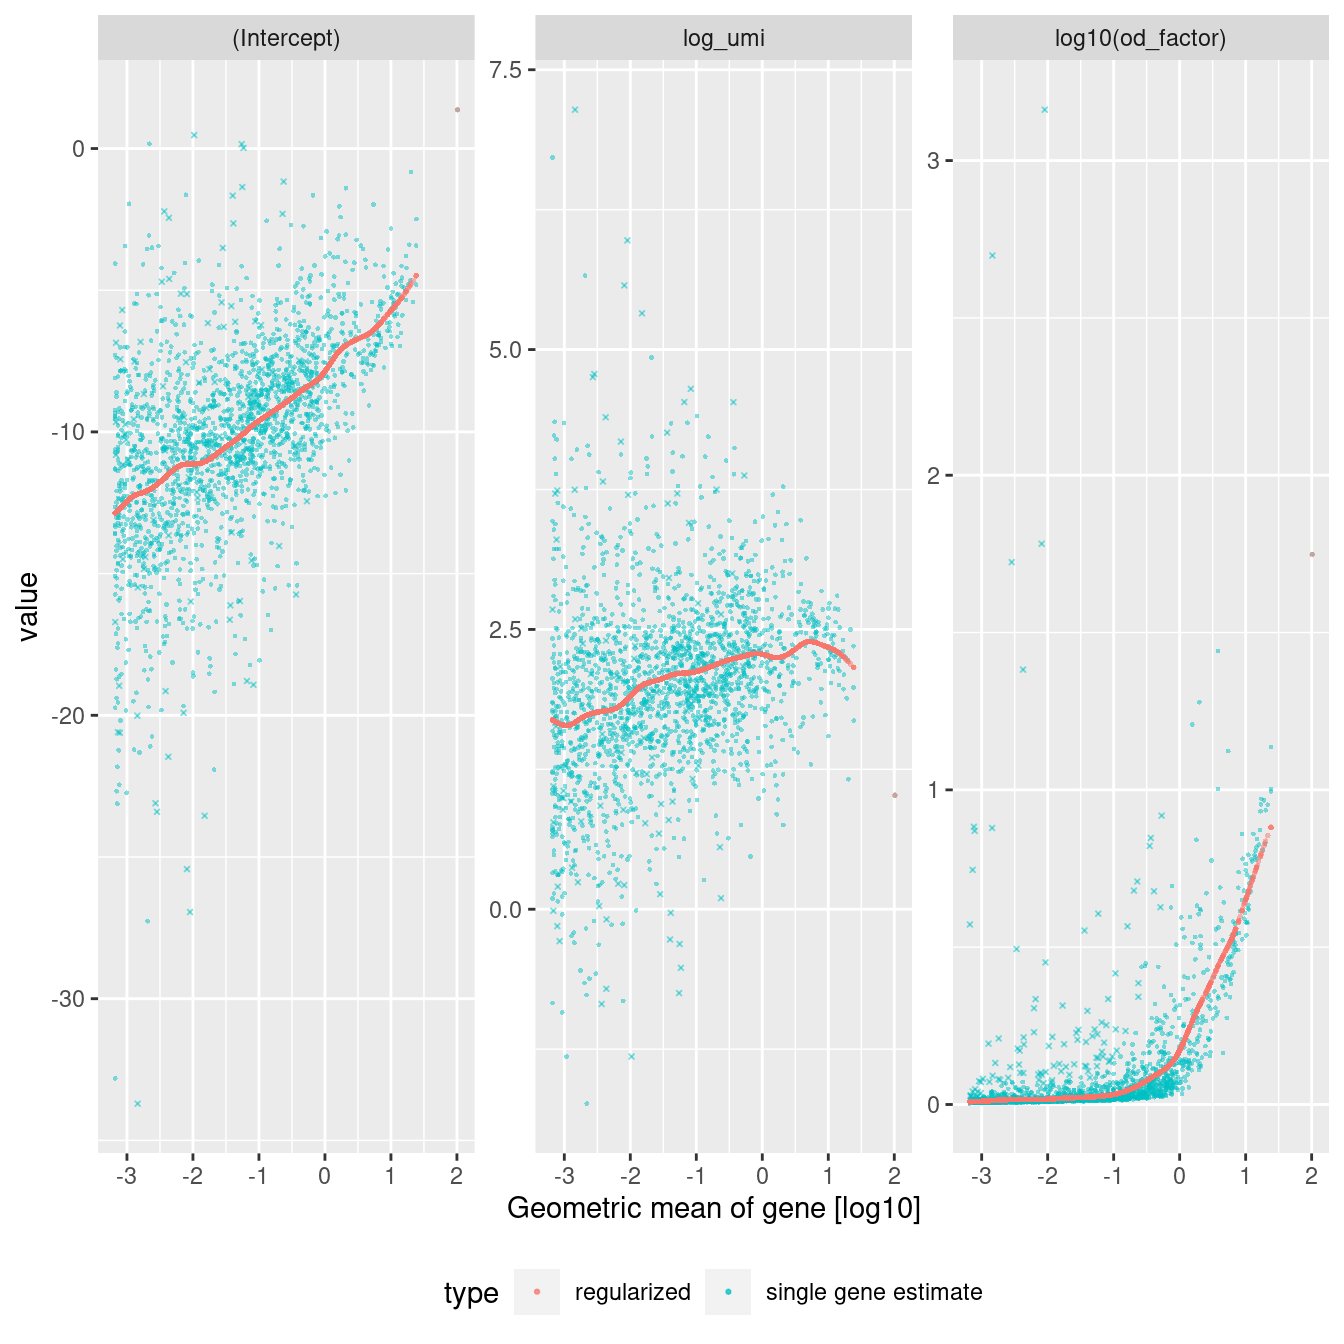 (Intercept)
log_umi
log10(od_factor)
value
0
-10
-20
-30
7.5
5.0
2.5
0.0
3
2
1
0
-3 -2 -1 0 1 2
-3 -2 -1 0 1 2
-3 -2 -1 0 1 2
Geometric mean of gene [log10]
type regularized single gene estimate